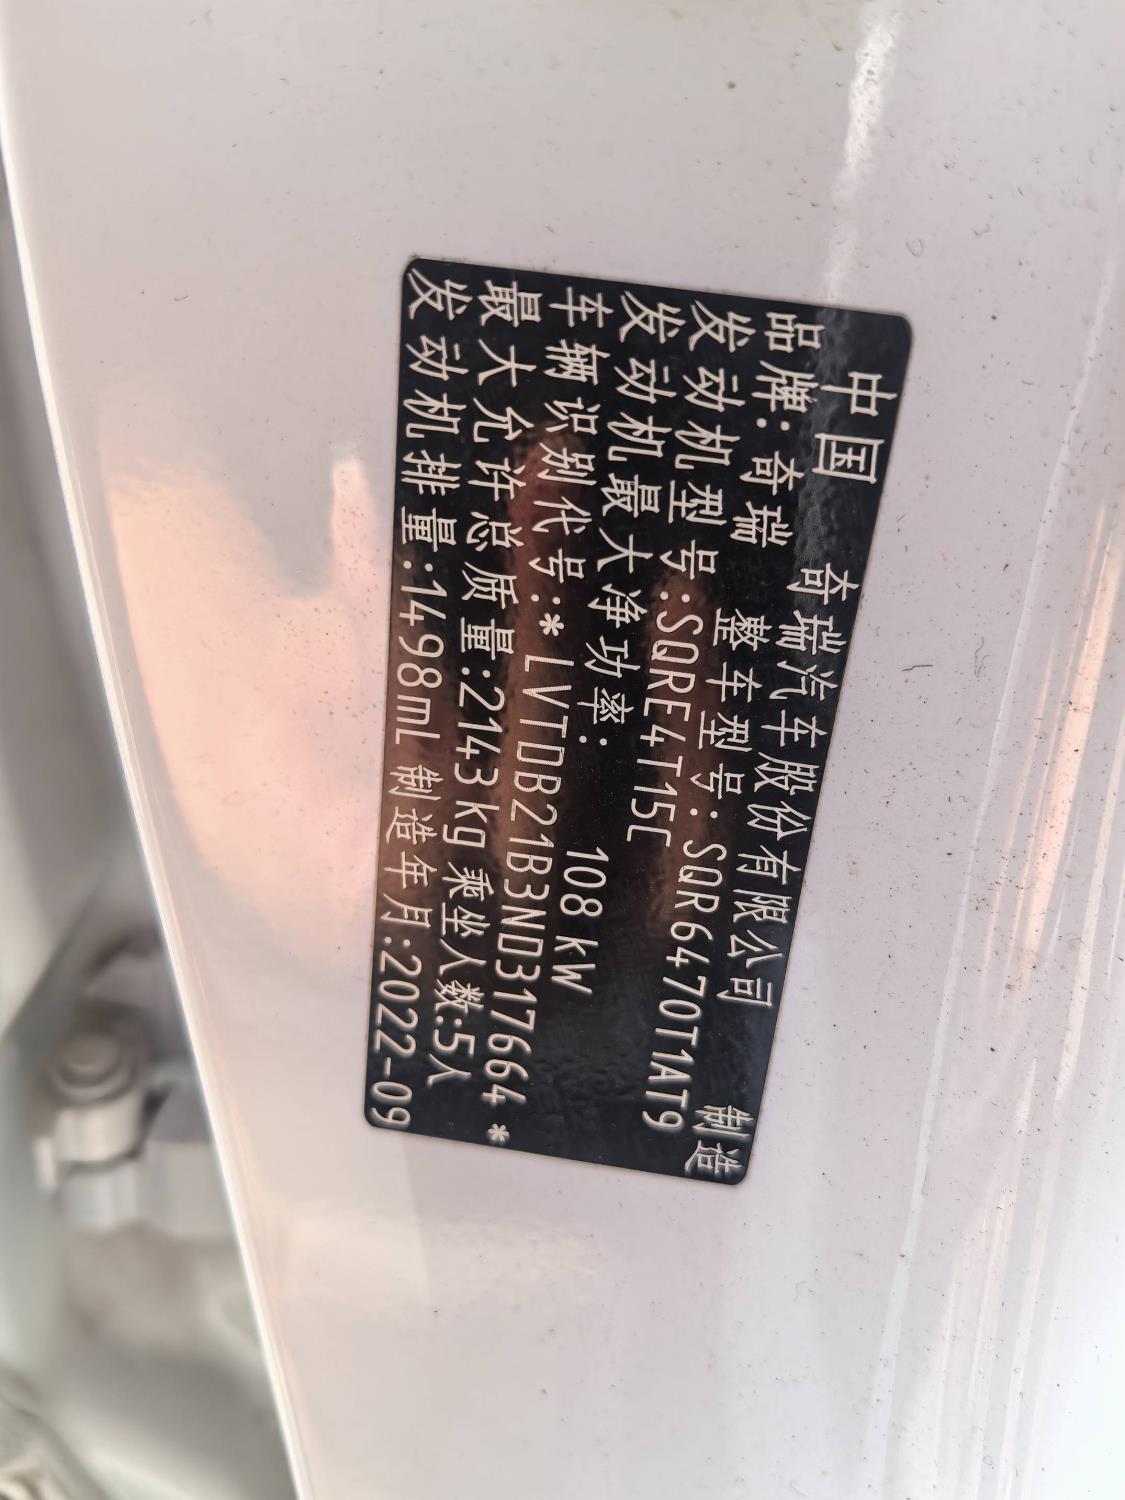 中国 奇瑞汽车股份有限公司 制造
品牌:奇瑞 整车型号:SQR6470T1AT9
发动机型号:SQRE4T15C
发动机最大净功率: 108 kW
车辆识别代号:* LVTDB21B3ND317664 *
最大允许总质量:2143kg 乘坐人数:5人
发动机排量:1498mL 制造年月:2022-09